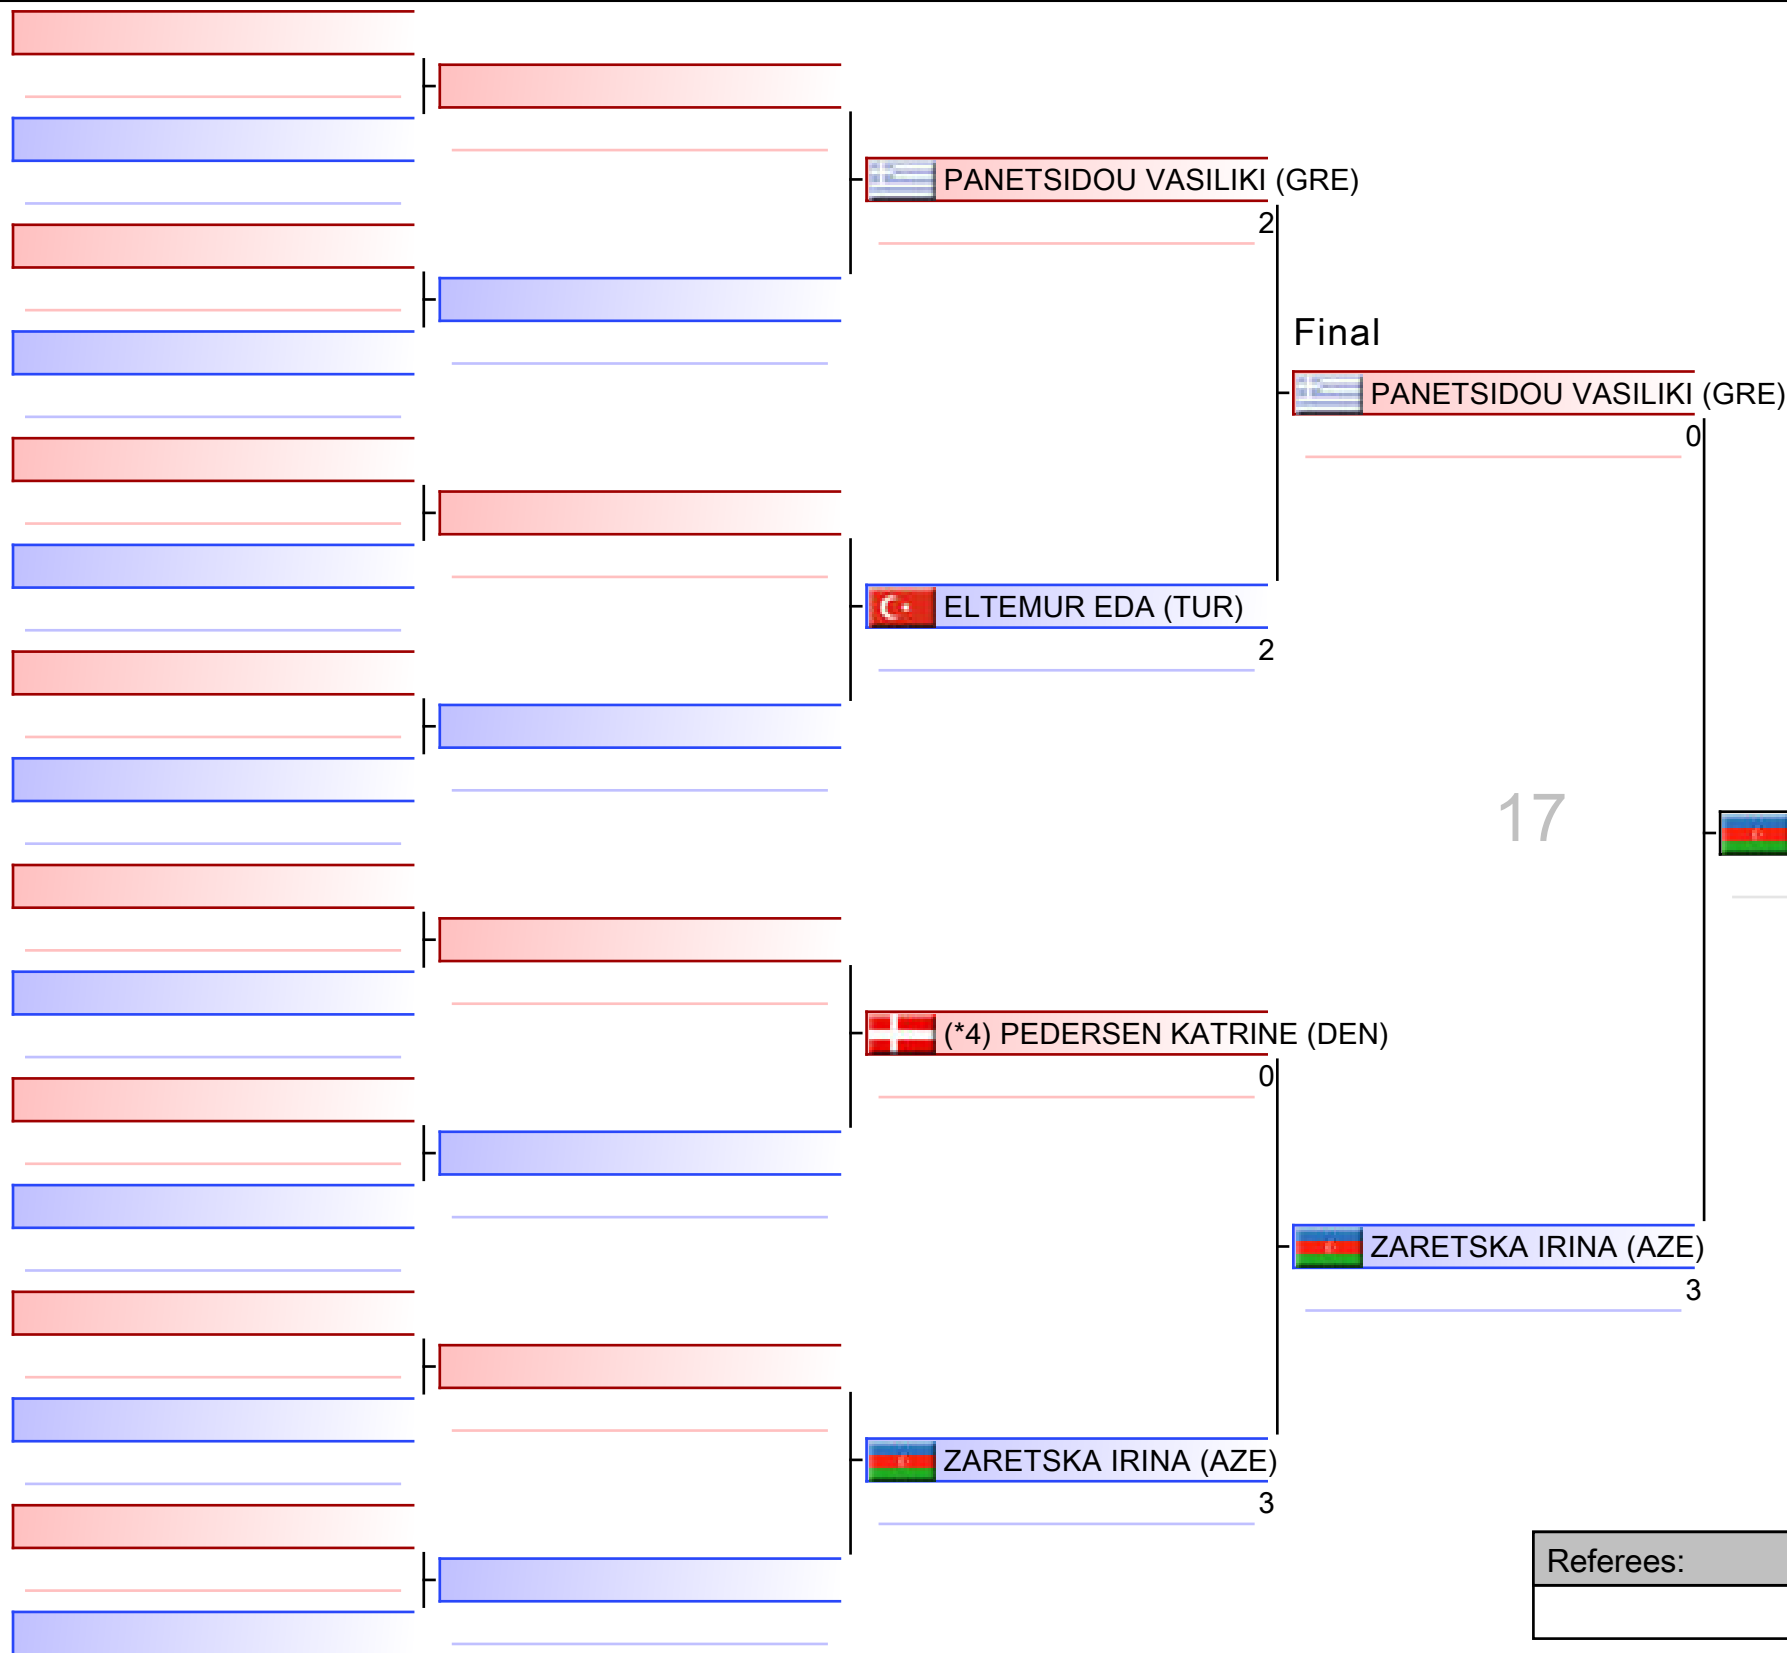 PANETSIDOU VASILIKI (GRE)
2
Final
PANETSIDOU VASILIKI (GRE)
0
ELTEMUR EDA (TUR)
2
17
(*4) PEDERSEN KATRINE (DEN)
0
ZARETSKA IRINA (AZE)
3
ZARETSKA IRINA (AZE)
3
Referees: